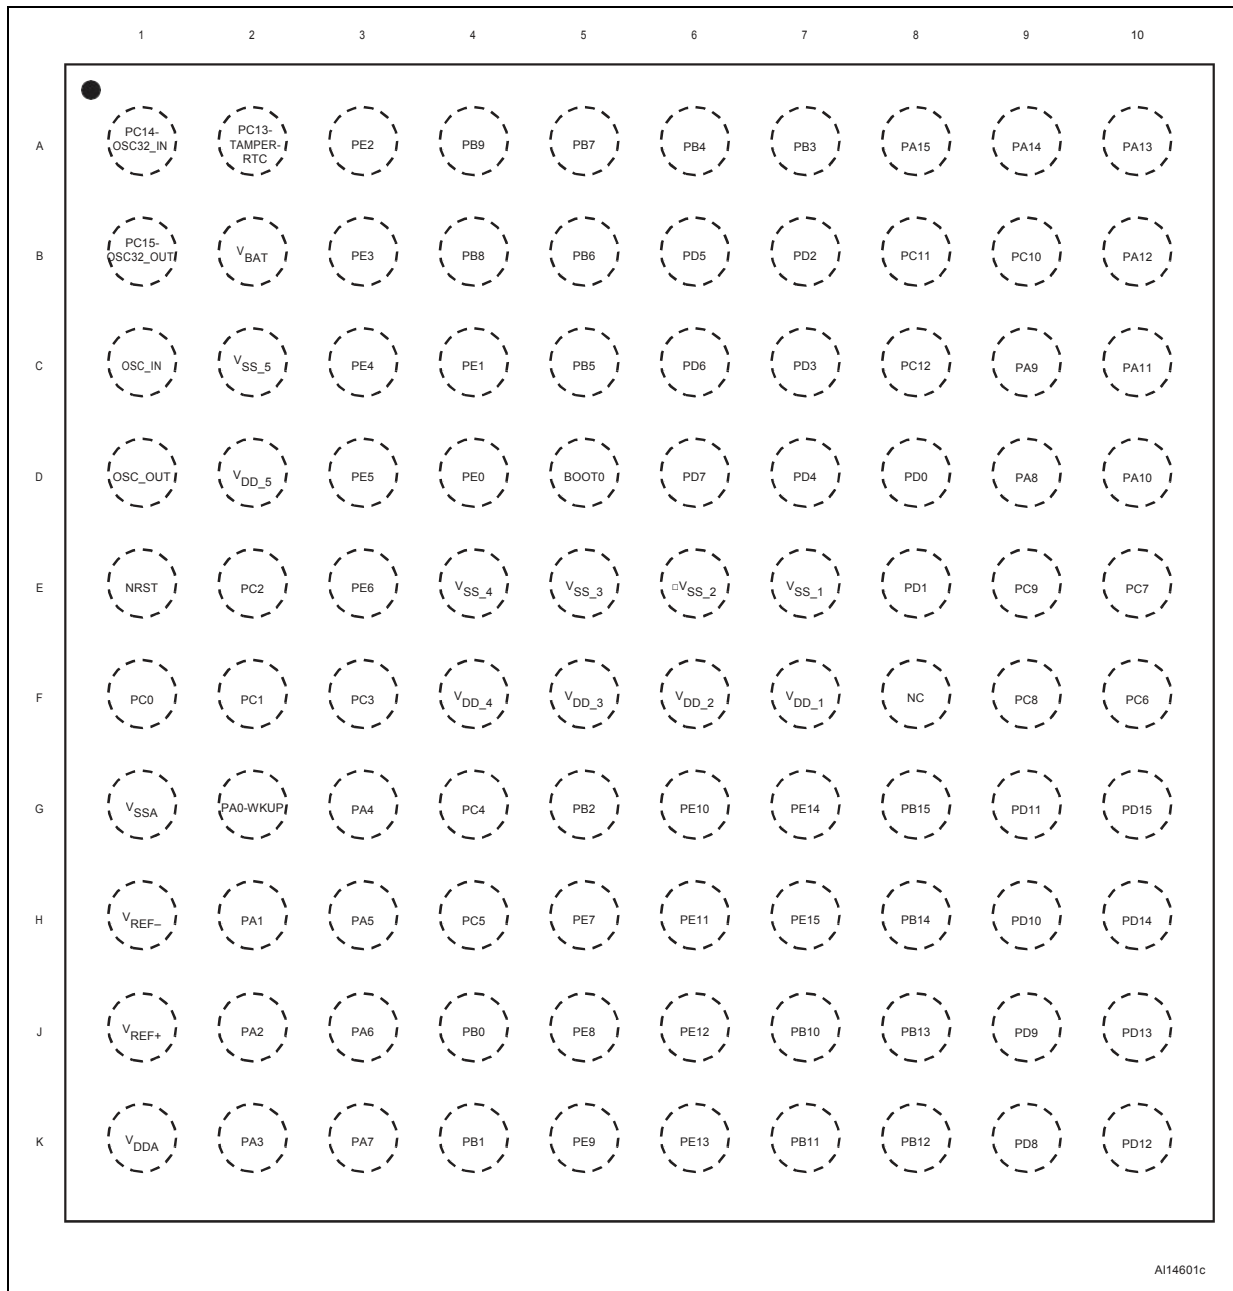 1 2 3 4 5 6 7 8 9 10
A PC14-OSC32_IN PC13-TAMPER-RTC PE2 PB9 PB7 PB4 PB3 PA15 PA14 PA13
B PC15-OSC32_OUT VBAT PE3 PB8 PB6 PD5 PD2 PC11 PC10 PA12
C OSC_IN VSS_5 PE4 PE1 PB5 PD6 PD3 PC12 PA9 PA11
D OSC_OUT VDD_5 PE5 PE0 BOOT0 PD7 PD4 PD0 PA8 PA10
E NRST PC2 PE6 VSS_4 VSS_3 □VSS_2 VSS_1 PD1 PC9 PC7
F PC0 PC1 PC3 VDD_4 VDD_3 VDD_2 VDD_1 NC PC8 PC6
G VSSA PA0-WKUP PA4 PC4 PB2 PE10 PE14 PB15 PD11 PD15
H VREF– PA1 PA5 PC5 PE7 PE11 PE15 PB14 PD10 PD14
J VREF+ PA2 PA6 PB0 PE8 PE12 PB10 PB13 PD9 PD13
K VDDA PA3 PA7 PB1 PE9 PE13 PB11 PB12 PD8 PD12
AI14601c